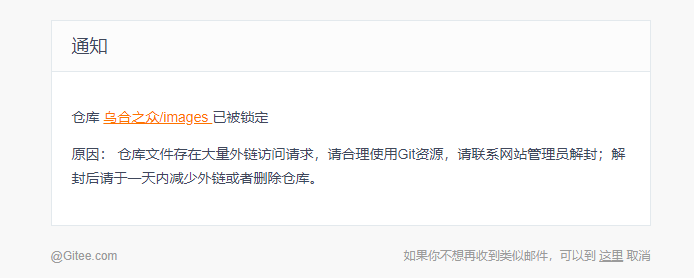 通知
仓库 乌合之众/images 已被锁定
原因： 仓库文件存在大量外链访问请求，请合理使用Git资源，请联系网站管理员解封；解
封后请于一天内减少外链或者删除仓库。
@Gitee.com
如果你不想再收到类似邮件，可以到 这里 取消